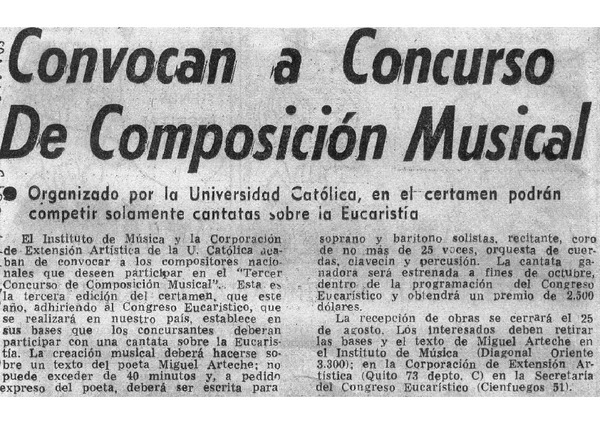 Convocan a Concurso
De Composición Musical
● Organizado por la Universidad Católica, en el certamen podrán
competir solamente cantatas sobre la Eucaristía
El Instituto de Música y la Corporación
de Extensión Artística de la U. Católica aca-
ban de convocar a los compositores nacio-
nales que deseen participar en el "Tercer
Concurso de Composición Musical".. Esta es
la tercera edición del certamen, que este
año, adhiriendo al Congreso Eucarístico, que
se realizará en nuestro país, establece en
sus bases que los concursantes deberan
participar con una cantata sobre la Eucaris-
tía. La creación musical deberá hacerse so-
bre un texto del poeta Miguel Arteche; no
puede exceder de 40 minutos y, a pedido
expreso del poeta, deberá ser escrita para
soprano y barítono solistas, recitante, coro
de no más de 25 voces, orquesta de cuer-
das, clavecín y percusión. La cantata ga-
nadora será estrenada a fines de octubre,
dentro de la programación del Congreso
Eucarístico y obtendrá un premio de 2.500
dólares.
La recepción de obras se cerrará el 25
de agosto. Los interesados deben retirar
las bases y el texto de Miguel Arteche en
el Instituto de Música (Diagonal Oriente
3.300); en la Corporación de Extensión Ar-
tística (Quito 73 depto. C) en la Secretaría
del Congreso Eucarístico (Cienfuegos 51).